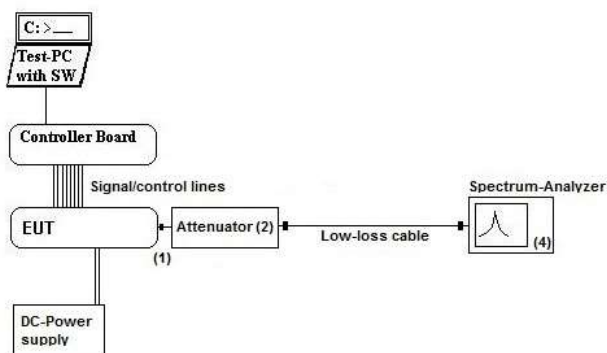 C: >__
Test-PC
with SW
Controller Board
Signal/control lines
Spectrum-Analyzer
EUT
Attenuator (2)
Low-loss cable
(4)
(1)
DC-Power
supply